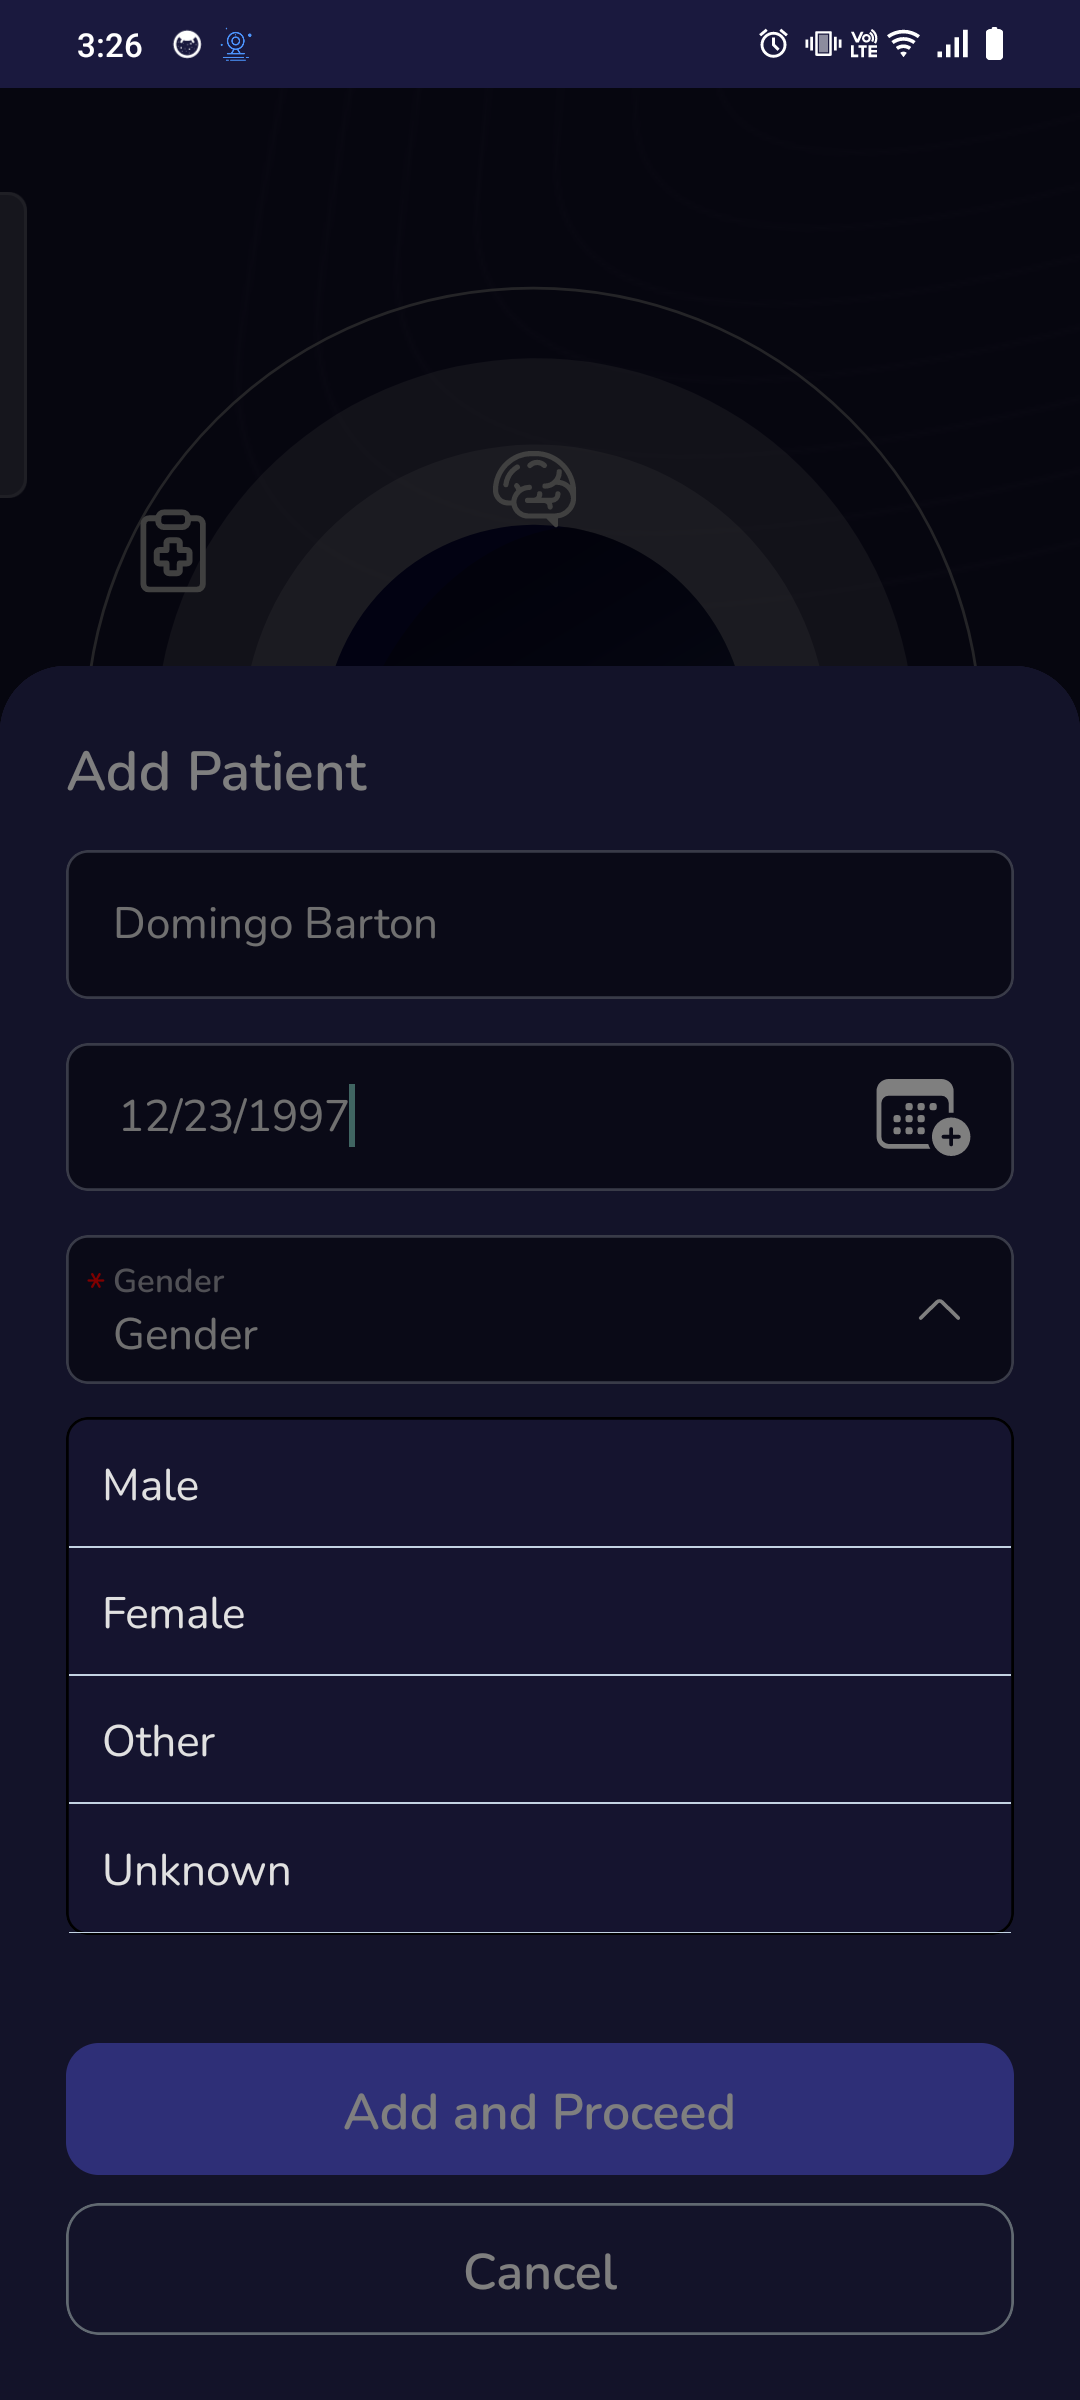 3:26
Vo) LTE
Add Patient
Domingo Barton
12/23/1997
* Gender
Gender
Male
Female
Other
Unknown
Add and Proceed
Cancel